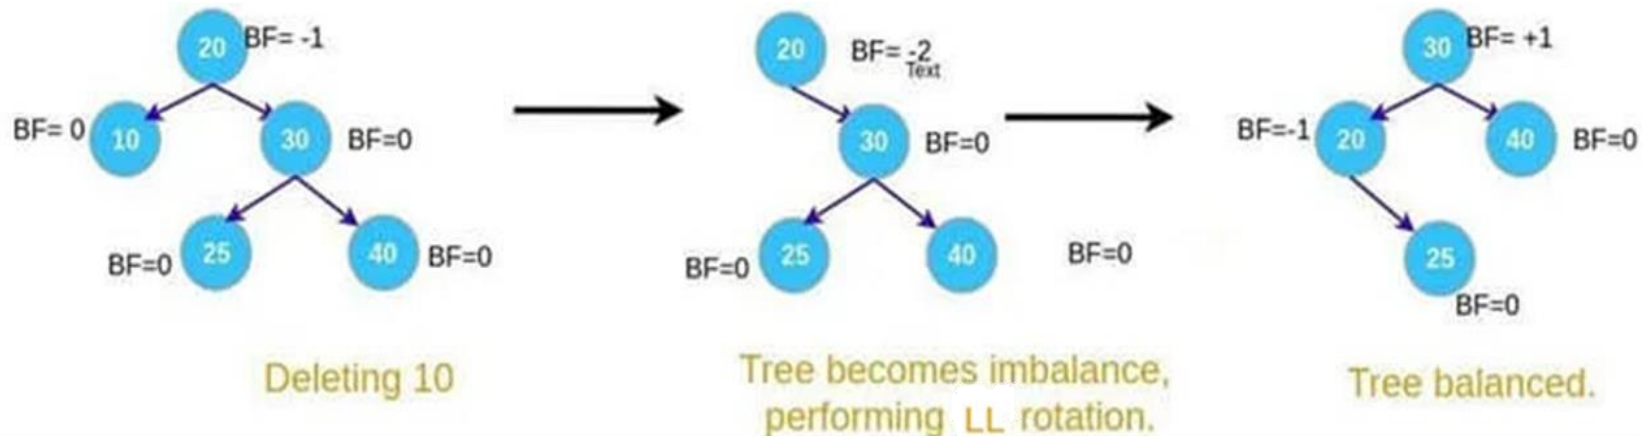 20 BF= -1
BF= 0 10 30 BF=0
BF=0 25 40 BF=0
Deleting 10
20 BF= -2
Text
30 BF=0
BF=0 25 40 BF=0
Tree becomes imbalance,
performing LL rotation.
30 BF= +1
BF=-1 20 40 BF=0
25
BF=0
Tree balanced.